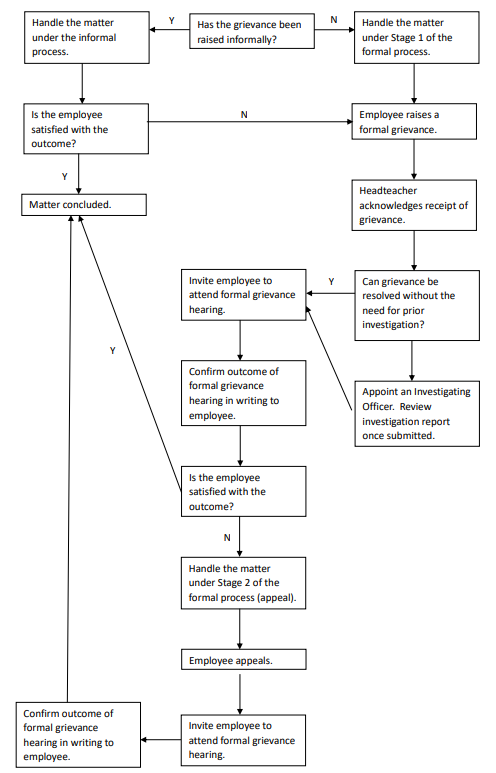 Handle the matter
under the informal
process.
Y
Has the grievance been
raised informally?
N
Handle the matter
under Stage 1 of the
formal process.
Is the employee
satisfied with the
outcome?
N
Employee raises a
formal grievance.
Y
Matter concluded.
Headteacher
acknowledges receipt of
grievance.
Invite employee to
attend formal grievance
hearing.
Y
Can grievance be
resolved without the
need for prior
investigation?
Y
Confirm outcome of
formal grievance
hearing in writing to
employee.
Appoint an Investigating
Officer. Review
investigation report
once submitted.
Is the employee
satisfied with the
outcome?
N
Handle the matter
under Stage 2 of the
formal process (appeal).
Employee appeals.
Confirm outcome of
formal grievance
hearing in writing to
employee.
Invite employee to
attend formal grievance
hearing.